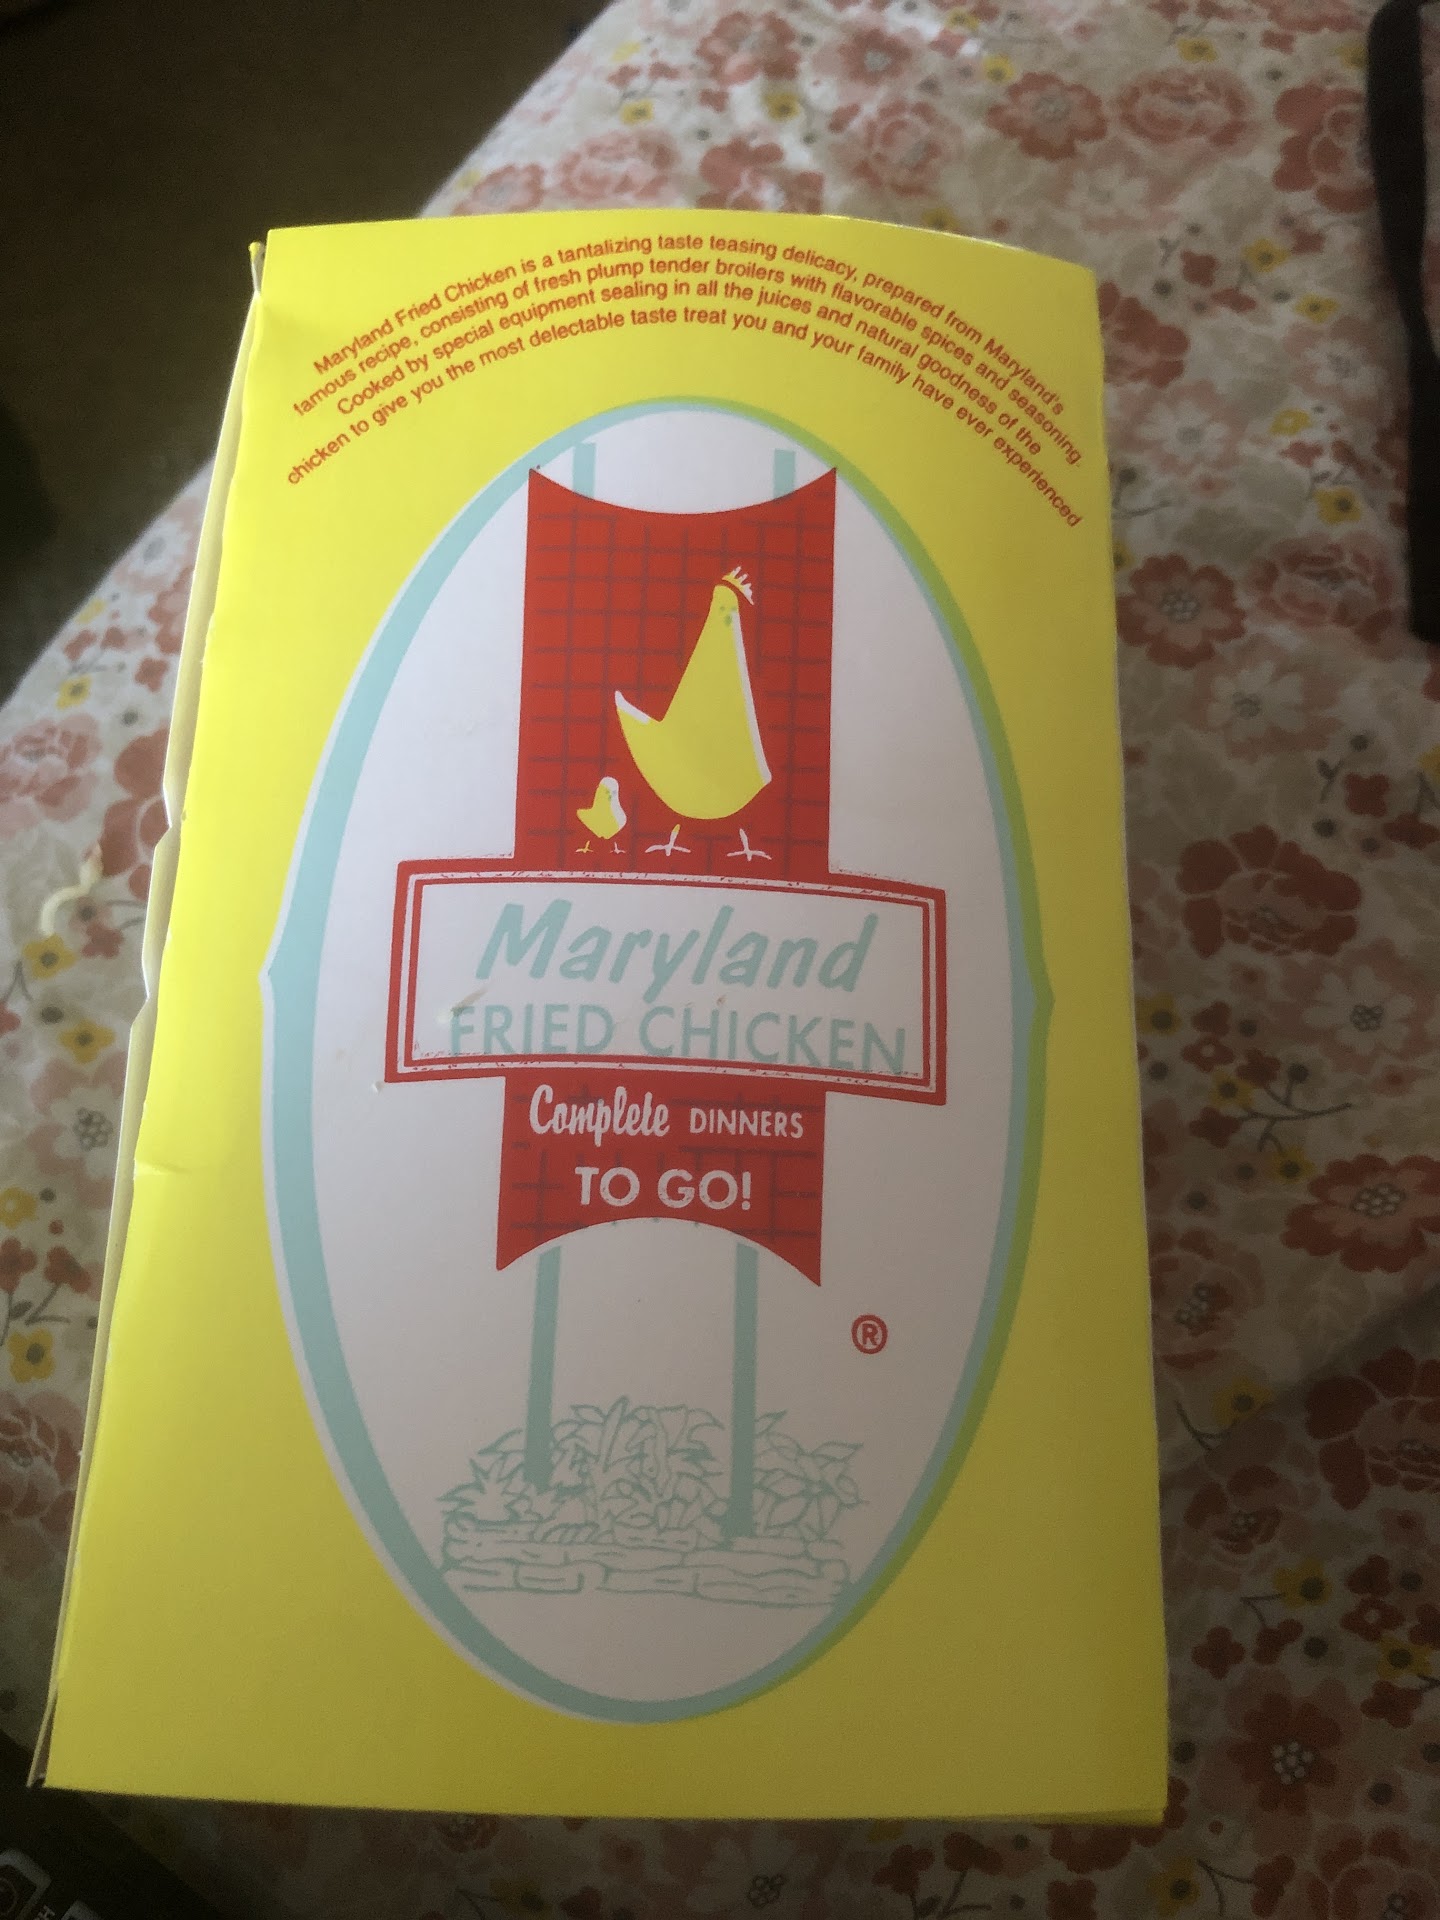 Maryland Fried Chicken is a tantalizing taste teasing delicacy, prepared from Maryland's
famous recipe, consisting of fresh plump tender broilers with flavorable spices and seasoning.
Cooked by special equipment sealing in all the juices and natural goodness of the
chicken to give you the most delectable taste treat you and your family have ever experienced
Maryland
FRIED CHICKEN
Complete DINNERS
TO GO!
®